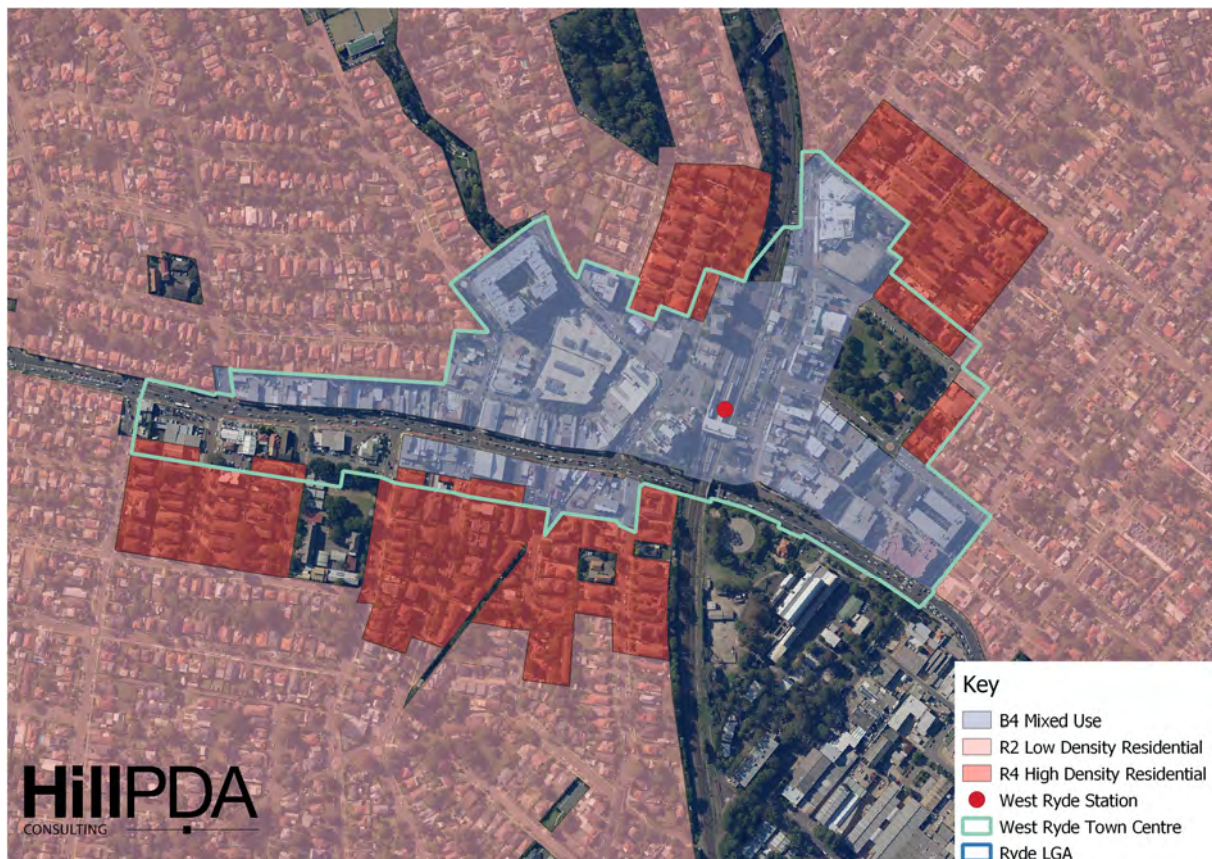 Key
B4 Mixed Use
R2 Low Density Residential
R4 High Density Residential
West Ryde Station
West Ryde Town Centre
Ryde LGA
HillPDA
CONSULTING